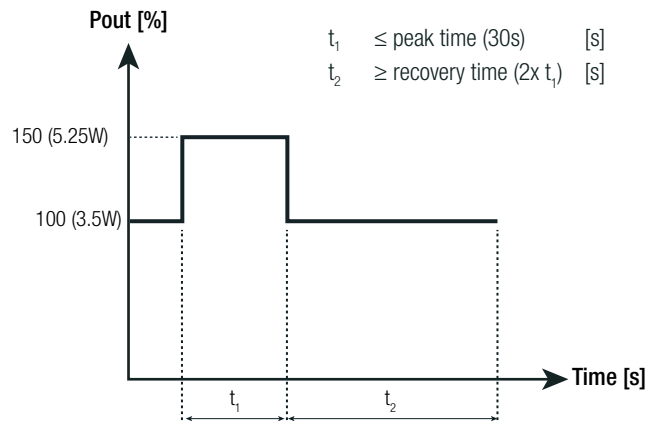 Pout [%]
t₁ ≤ peak time (30s) [s]
t₂ ≥ recovery time (2x t₁) [s]
150 (5.25W)
100 (3.5W)
Time [s]
t₁
t₂